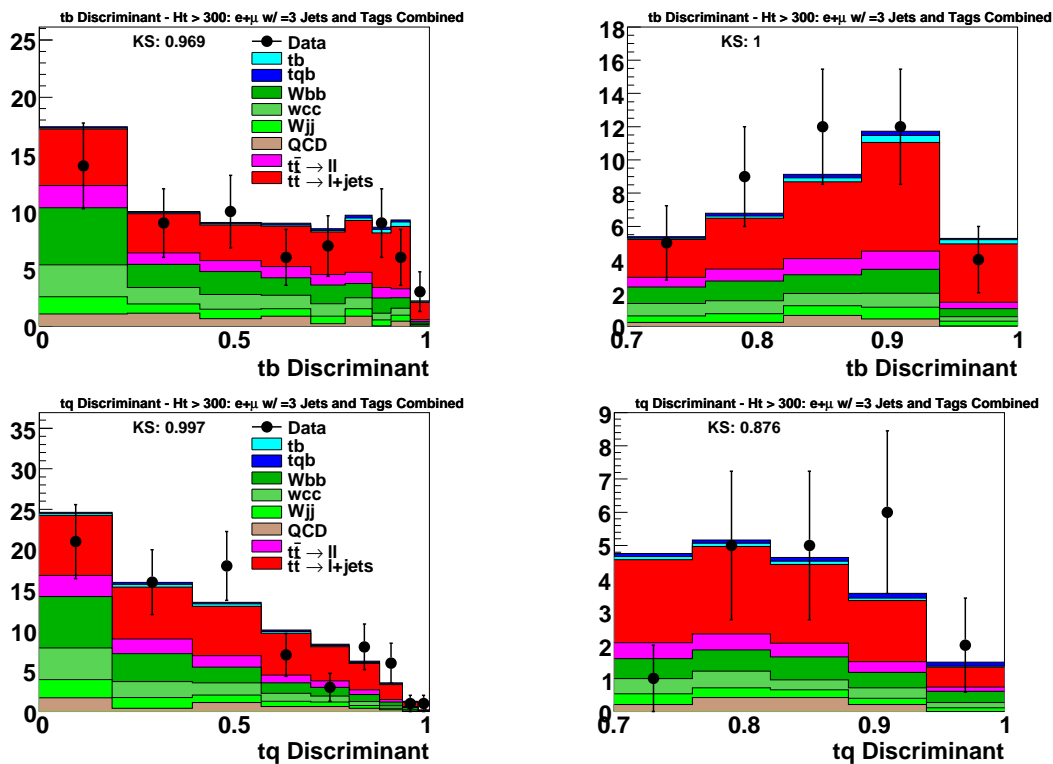 tb Discriminant - Ht > 300: e+μ w/ =3 Jets and Tags Combined
KS: 0.969
25
20
15
10
5
0
Data
tb
tqb
Wbb
wcc
Wjj
QCD
tt̄ → ll
tt̄ → l+jets
0 0.5 1
tb Discriminant
tb Discriminant - Ht > 300: e+μ w/ =3 Jets and Tags Combined
KS: 1
18
16
14
12
10
8
6
4
2
0
0.7 0.8 0.9 1
tb Discriminant
tq Discriminant - Ht > 300: e+μ w/ =3 Jets and Tags Combined
KS: 0.997
35
30
25
20
15
10
5
0
Data
tb
tqb
Wbb
wcc
Wjj
QCD
tt̄ → ll
tt̄ → l+jets
0 0.5 1
tq Discriminant
tq Discriminant - Ht > 300: e+μ w/ =3 Jets and Tags Combined
KS: 0.876
9
8
7
6
5
4
3
2
1
0
0.7 0.8 0.9 1
tq Discriminant